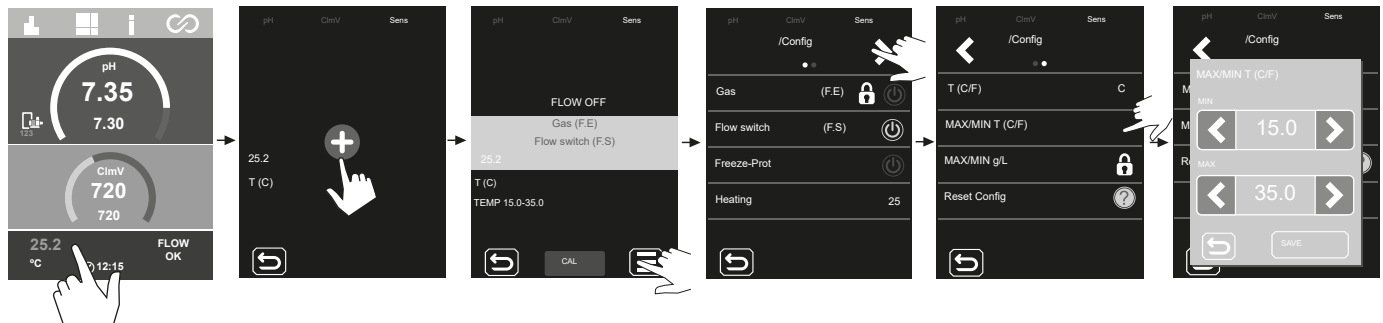 pH
7.35
7.30
123
ClmV
720
720
25.2
ºC
12:15
FLOW
OK
pH ClmV Sens
25.2
T (C)
pH ClmV Sens
FLOW OFF
Gas (F.E)
Flow switch (F.S)
25.2
T (C)
TEMP 15.0-35.0
CAL
pH ClmV Sens
/Config
Gas (F.E)
Flow switch (F.S)
Freeze-Prot
Heating 25
pH ClmV Sens
/Config
T (C/F) C
MAX/MIN T (C/F)
MAX/MIN g/L
Reset Config
?
pH ClmV Sens
/Config
MAX/MIN T (C/F)
MIN
15.0
MAX
35.0
SAVE